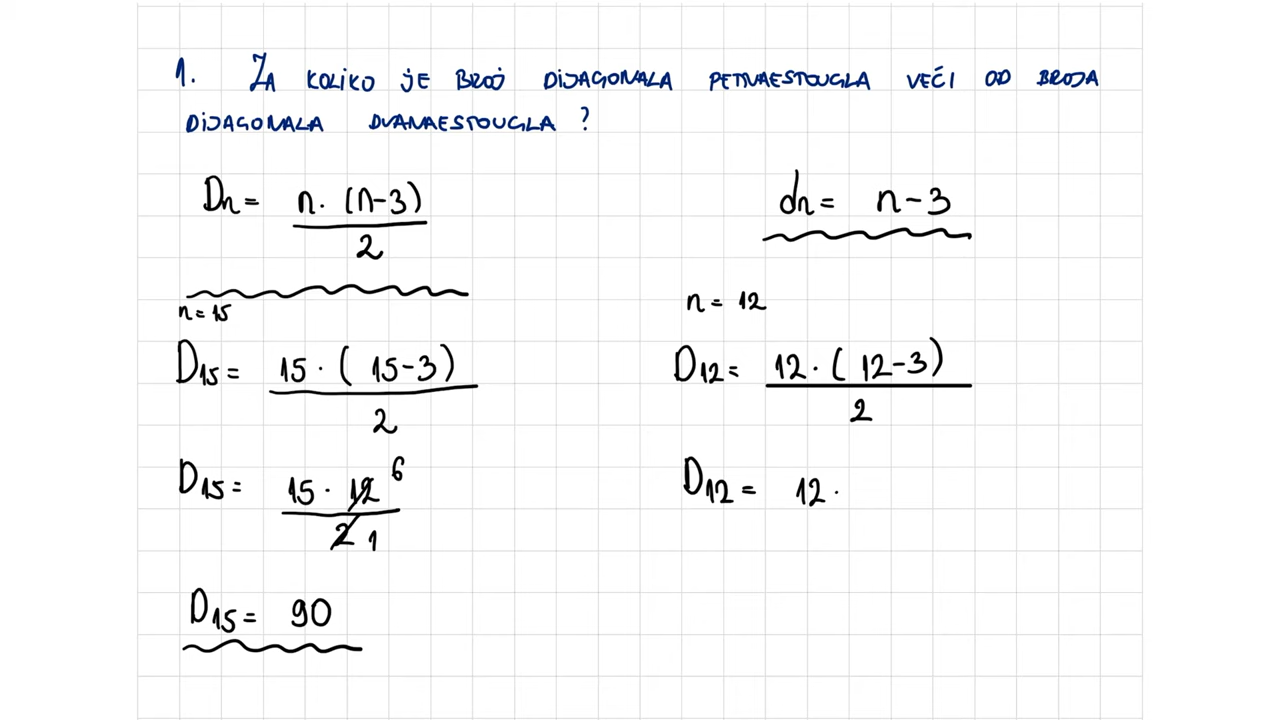 1. ZA KOLIKO JE BROJ DIJAGONALA PETNAESTOUGLA VEĆI OD BROJA
DIJAGONALA DVANAESTOUGLA ?
Dn = n · (n-3) / 2
dn = n - 3
n = 15
n = 12
D15 = 15 · ( 15-3) / 2
D12 = 12 · ( 12-3) / 2
D15 = 15 · 12 6 / 2 1
D12 = 12 ·
D15 = 90